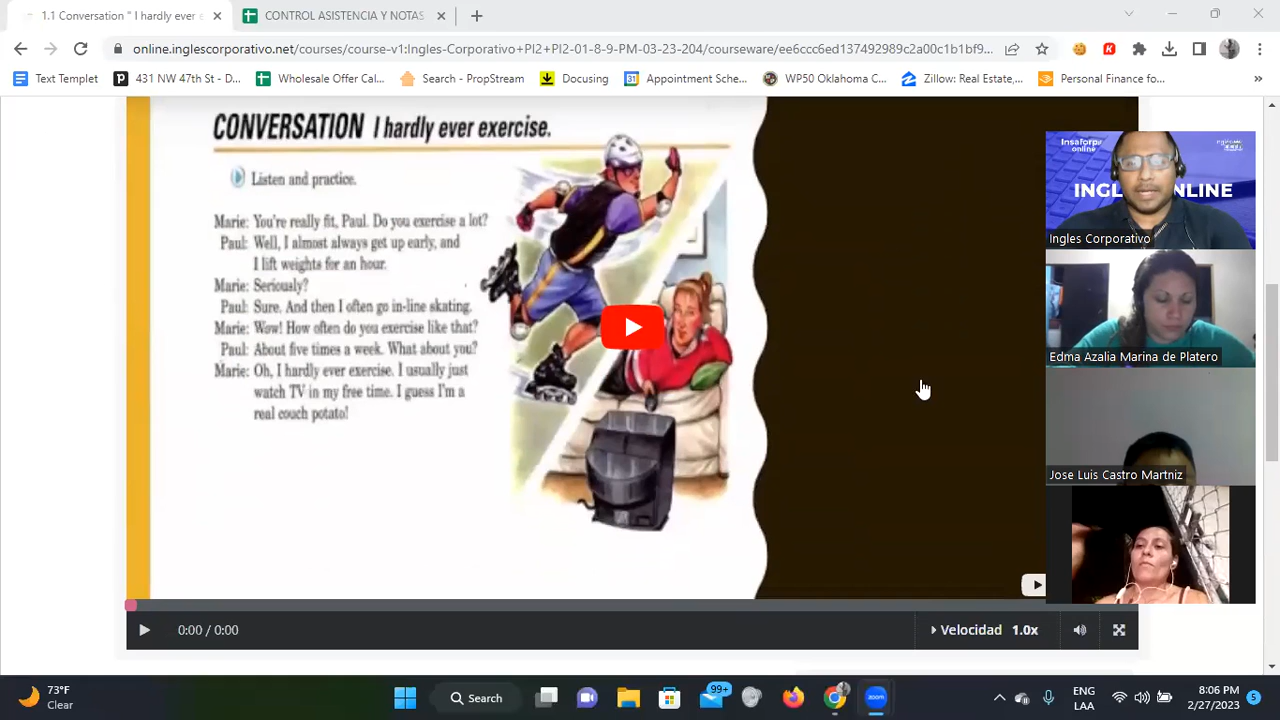 1.1 Conversation " I hardly ever e
CONTROL ASISTENCIA Y NOTAS
online.inglescorporativo.net/courses/course-v1:Ingles-Corporativo+PI2+PI2-01-8-9-PM-03-23-204/courseware/ee6ccc6ed137492989c2a00c1b1bf9...
Text Templet
431 NW 47th St - D...
Wholesale Offer Cal...
Search - PropStream
Docusing
Appointment Sche...
WP50 Oklahoma C...
Zillow: Real Estate,...
Personal Finance fo...
»
CONVERSATION I hardly ever exercise.
Listen and practice.
Marie: You're really fit, Paul. Do you exercise a lot?
Paul: Well, I almost always get up early, and
I lift weights for an hour.
Marie: Seriously?
Paul: Sure. And then I often go in-line skating.
Marie: Wow! How often do you exercise like that?
Paul: About five times a week. What about you?
Marie: Oh, I hardly ever exercise. I usually just
watch TV in my free time. I guess I'm a
real couch potato!
Insaforp
online
INGL ONLINE
Ingles Corporativo
Edma Azalia Marina de Platero
Jose Luis Castro Martniz
0:00 / 0:00
Velocidad 1.0x
73°F
Clear
Search
99+
ENG
LAA
8:06 PM
2/27/2023
5